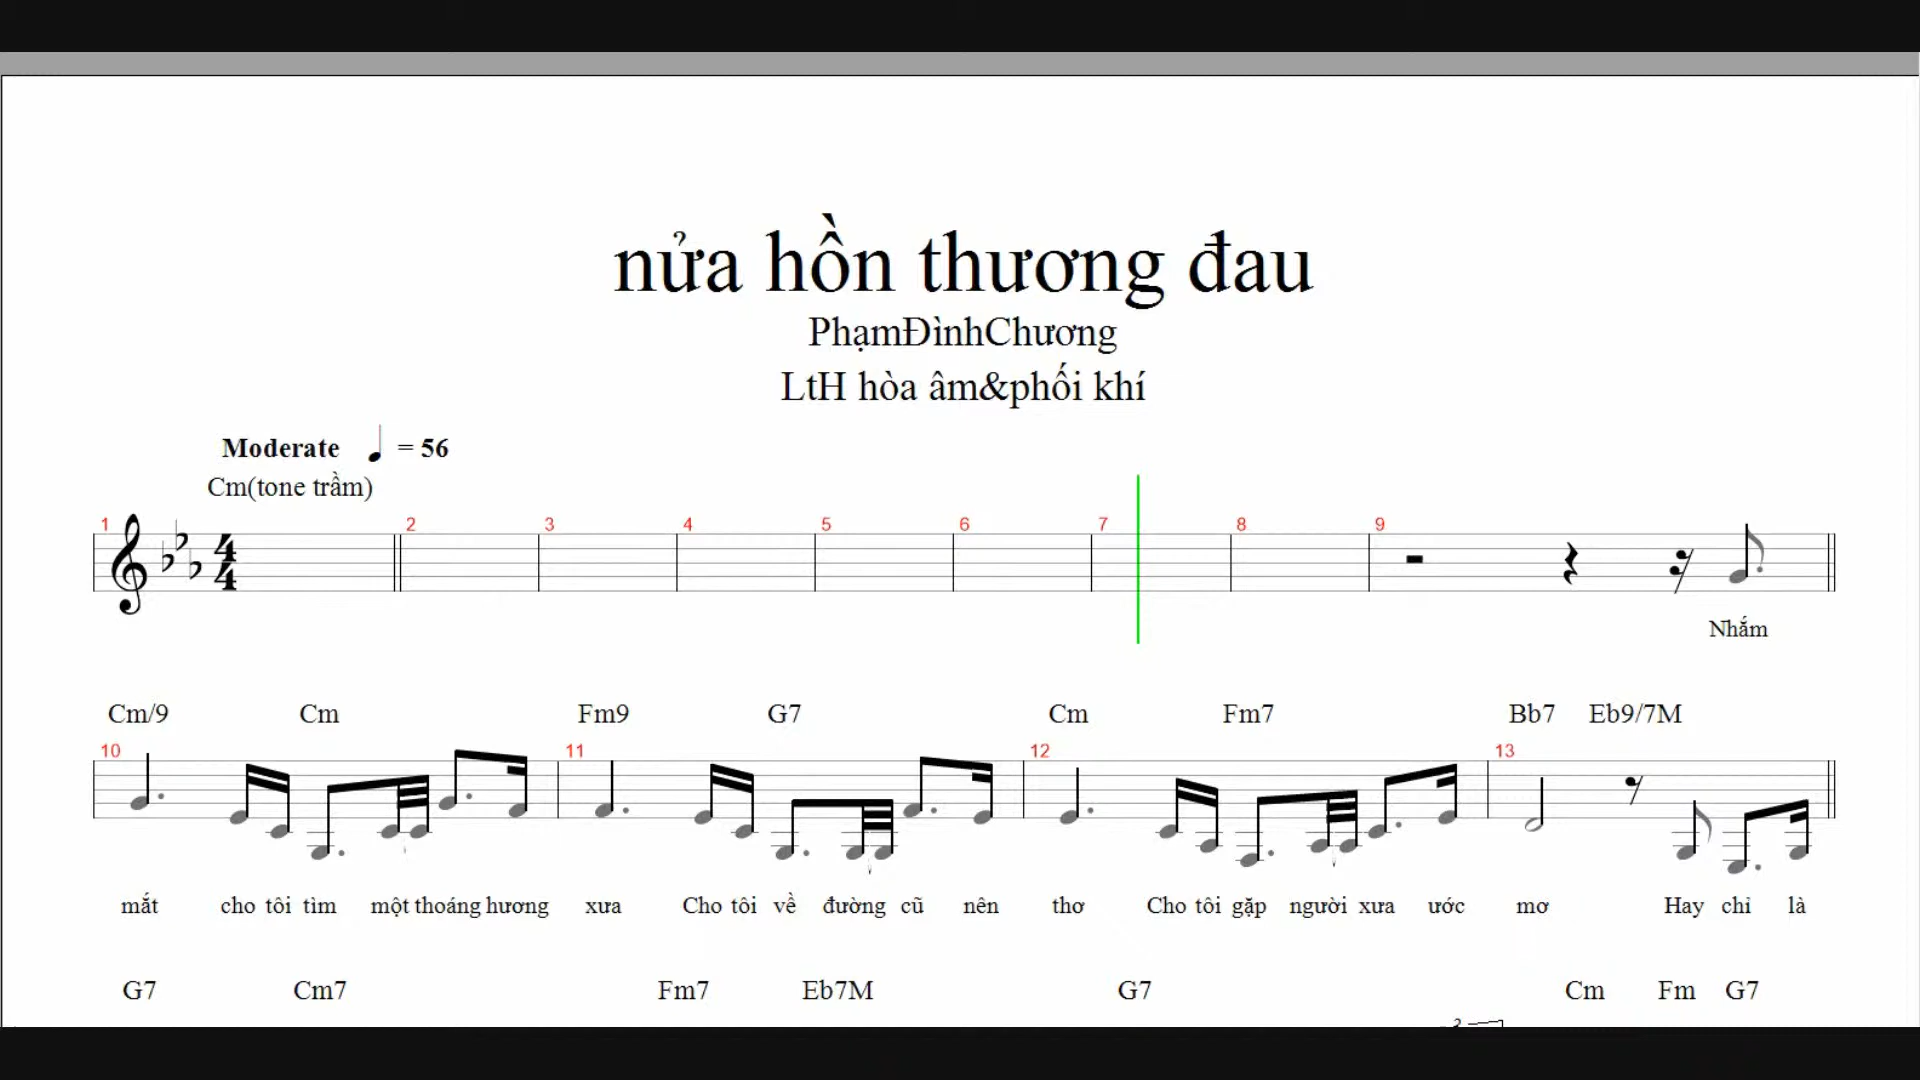 nửa hồn thương đau
PhạmĐìnhChương
LtH hòa âm&phối khí
Moderate = 56
Cm(tone trầm)
1 2 3 4 5 6 7 8 9
4
4
Nhắm
Cm/9 Cm Fm9 G7 Cm Fm7 Bb7 Eb9/7M
10 11 12 13
mắt cho tôi tìm một thoáng hương xưa Cho tôi về đường cũ nên thơ Cho tôi gặp người xưa ước mơ Hay chỉ là
G7 Cm7 Fm7 Eb7M G7 Cm Fm G7
3